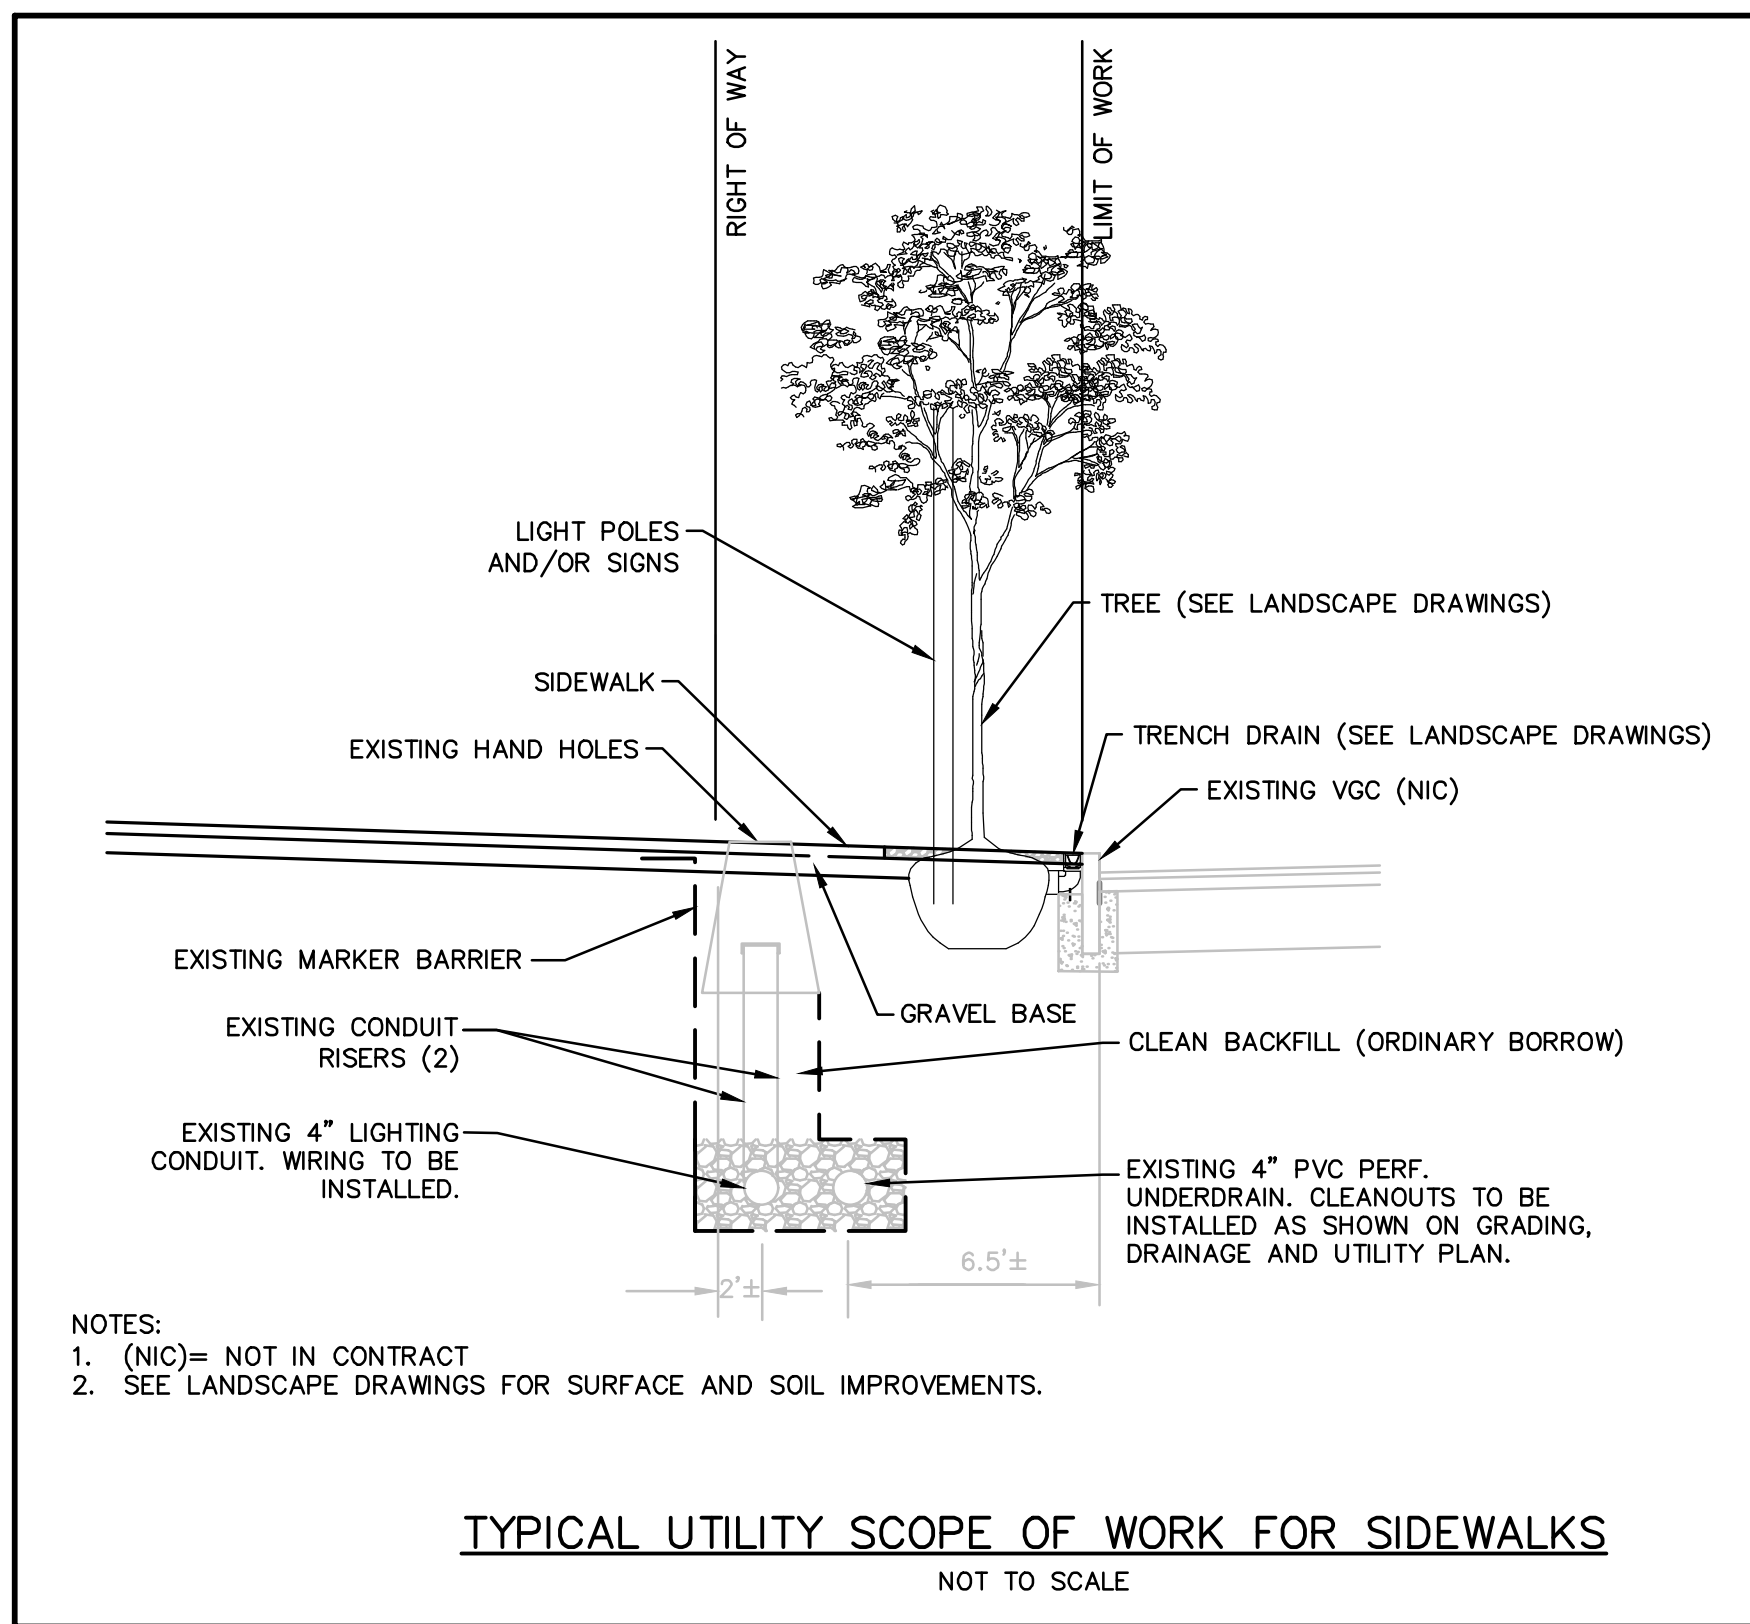 RIGHT OF WAY
LIMIT OF WORK
LIGHT POLES
AND/OR SIGNS
TREE (SEE LANDSCAPE DRAWINGS)
SIDEWALK
TRENCH DRAIN (SEE LANDSCAPE DRAWINGS)
EXISTING HAND HOLES
EXISTING VGC (NIC)
EXISTING MARKER BARRIER
GRAVEL BASE
EXISTING CONDUIT
RISERS (2)
CLEAN BACKFILL (ORDINARY BORROW)
EXISTING 4" LIGHTING
CONDUIT. WIRING TO BE
INSTALLED.
EXISTING 4" PVC PERF.
UNDERDRAIN. CLEANOUTS TO BE
INSTALLED AS SHOWN ON GRADING,
DRAINAGE AND UTILITY PLAN.
6.5'±
2'±
NOTES:
1. (NIC)= NOT IN CONTRACT
2. SEE LANDSCAPE DRAWINGS FOR SURFACE AND SOIL IMPROVEMENTS.
TYPICAL UTILITY SCOPE OF WORK FOR SIDEWALKS
NOT TO SCALE